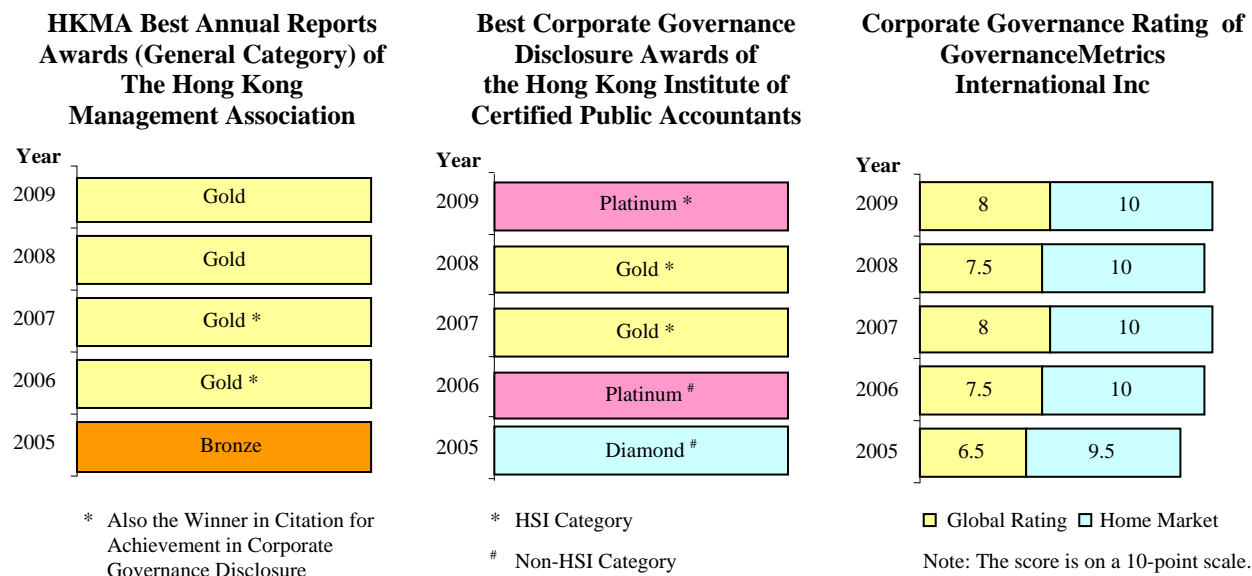 HKMA Best Annual Reports
Awards (General Category) of
The Hong Kong
Management Association
Year
2009 Gold
2008 Gold
2007 Gold *
2006 Gold *
2005 Bronze
* Also the Winner in Citation for
Achievement in Corporate
Governance Disclosure
Best Corporate Governance
Disclosure Awards of
the Hong Kong Institute of
Certified Public Accountants
Year
2009 Platinum *
2008 Gold *
2007 Gold *
2006 Platinum #
2005 Diamond #
* HSI Category
# Non-HSI Category
Corporate Governance Rating of
GovernanceMetrics
International Inc
Year
2009 8 10
2008 7.5 10
2007 8 10
2006 7.5 10
2005 6.5 9.5
Global Rating Home Market
Note: The score is on a 10-point scale.